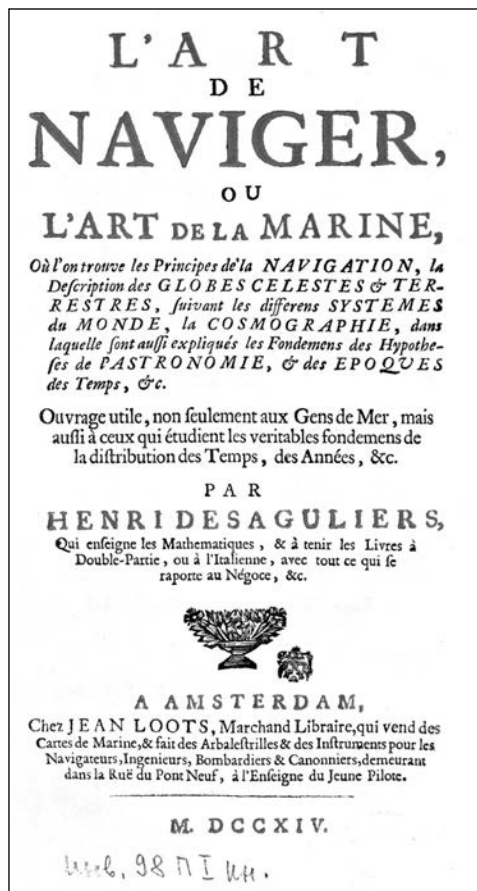 L'A R T
D E
NAVIGER,
O U
L'ART DE LA MARINE,
Où l'on trouve les Principes de la NAVIGATION, la
Deſcription des GLOBES CELESTES & TER-
RESTRES, ſuivant les differens SYSTEMES
du MONDE, la COSMOGRAPHIE, dans
laquelle ſont auſſi expliqués les Fondemens des Hypothe-
ſes de l'ASTRONOMIE, & des EPOQUES
des Temps, &c.
Ouvrage utile, non ſeulement aux Gens de Mer, mais
auſſi à ceux qui étudient les veritables fondemens de
la diſtribution des Temps, des Années, &c.
P A R
HENRI DESAGULIERS,
Qui enſeigne les Mathematiques, & à tenir les Livres à
Double-Partie, ou à l'Italienne, avec tout ce qui ſe
raporte au Négoce, &c.
A AMSTERDAM,
Chez JEAN LOOTS, Marchand Libraire, qui vend des
Cartes de Marine, & fait des Arbaleſtrilles & des Inſtruments pour les
Navigateurs, Ingenieurs, Bombardiers & Canonniers, demeurant
dans la Ruë du Pont Neuf, à l'Enſeigne du Jeune Pilote.
M. DCCXIV.
инв. 98 П I ин.